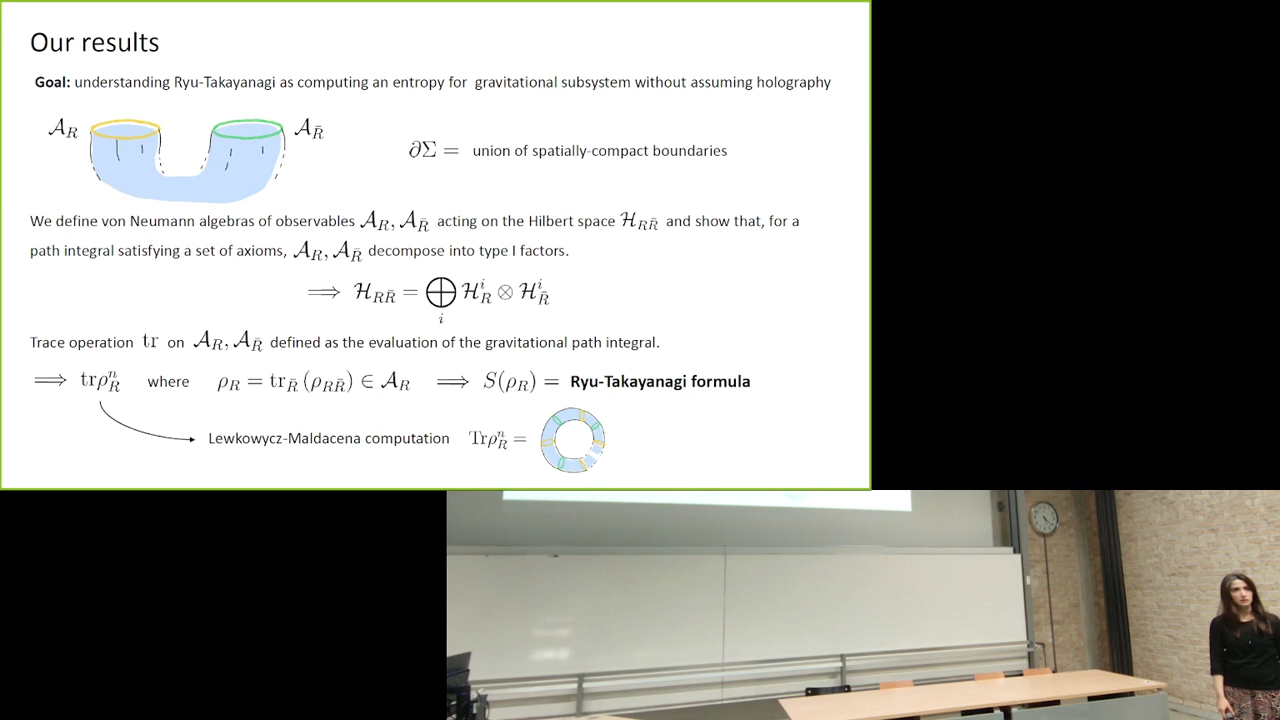 Our results
Goal: understanding Ryu-Takayanagi as computing an entropy for gravitational subsystem without assuming holography
𝒜_R 𝒜_R̄
∂Σ = union of spatially-compact boundaries
We define von Neumann algebras of observables 𝒜_R, 𝒜_R̄ acting on the Hilbert space ℋ_RR̄ and show that, for a
path integral satisfying a set of axioms, 𝒜_R, 𝒜_R̄ decompose into type I factors.
⟹ ℋ_RR̄ = ⨁_i ℋ^i_R ⊗ ℋ^i_R̄
Trace operation tr on 𝒜_R, 𝒜_R̄ defined as the evaluation of the gravitational path integral.
⟹ trρ^n_R where ρ_R = tr_R̄ (ρ_RR̄) ∈ 𝒜_R ⟹ S(ρ_R) = Ryu-Takayanagi formula
Lewkowycz-Maldacena computation Trρ^n_R =